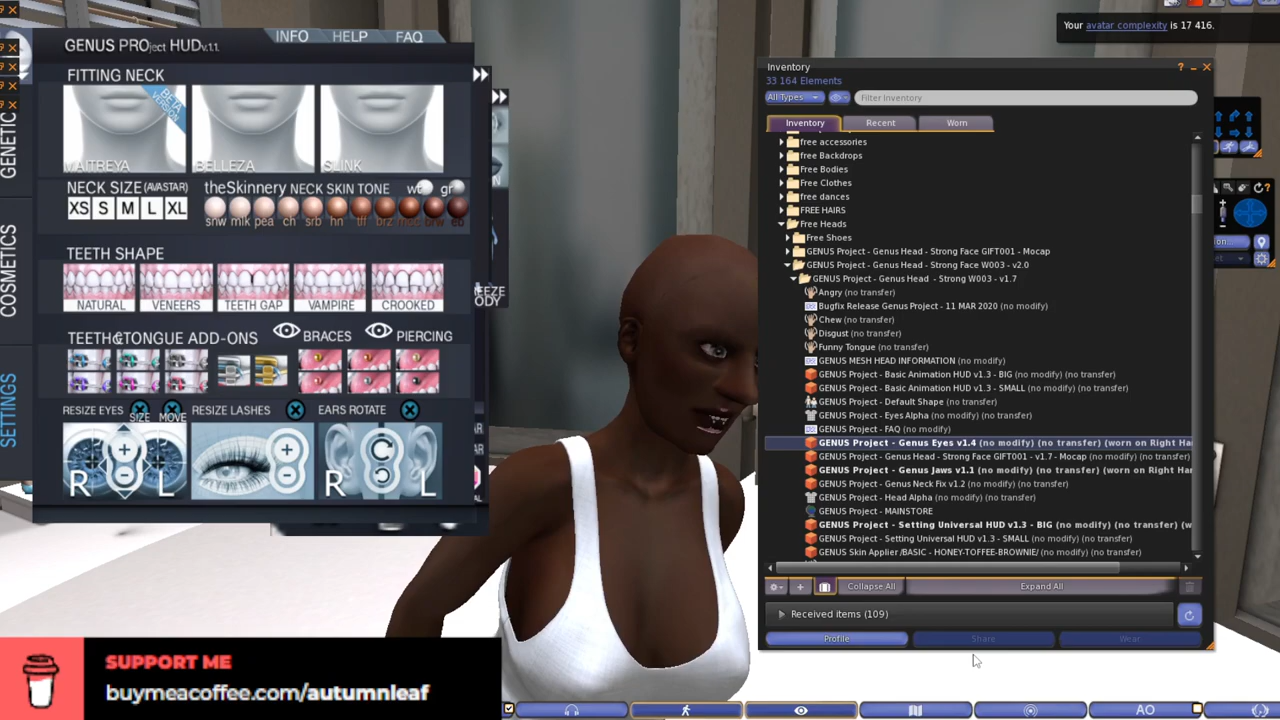 Your avatar complexity is 17 416.
GENUS PROject HUDv.1.1.
INFO
HELP
FAQ
FITTING NECK
BETA VERSION
MAITREYA
BELLEZA
SLINK
NECK SIZE (AVASTAR)
XS S M L XL
theSkinnery NECK SKIN TONE
snw mlk pea ch srb hn tff brz
TEETH SHAPE
NATURAL
VENEERS
TEETH GAP
VAMPIRE
CROOKED
TEETH&TONGUE ADD-ONS
BRACES
PIERCING
RESIZE EYES
SIZE
MOVE
RESIZE LASHES
EARS ROTATE
R
L
R
L
GENETIC
COSMETICS
SETTINGS
Inventory
33 164 Elements
All Types
Filter Inventory
Inventory
Recent
Worn
free accessories
free Backdrops
Free Bodies
Free Clothes
free dances
FREE HAIRS
Free Heads
Free Shoes
GENUS Project - Genus Head - Strong Face GIFT001 - Mocap
GENUS Project - Genus Head - Strong Face W003 - v2.0
GENUS Project - Genus Head - Strong W003 - v1.7
Angry (no transfer)
Bugfix Release Genus Project - 11 MAR 2020 (no modify)
Chew (no transfer)
Disgust (no transfer)
Funny Tongue (no transfer)
GENUS MESH HEAD INFORMATION (no modify)
GENUS Project - Basic Animation HUD v1.3 - BIG (no modify) (no transfer)
GENUS Project - Basic Animation HUD v1.3 - SMALL (no modify) (no transfer)
GENUS Project - Default Shape (no transfer)
GENUS Project - Eyes Alpha (no modify) (no transfer)
GENUS Project - FAQ (no modify)
GENUS Project - Genus Eyes v1.4 (no modify) (no transfer) (worn on Right Ha
GENUS Project - Genus Head - Strong Face GIFT001 - v1.7 - Mocap (no modify)
GENUS Project - Genus Jaws v1.1 (no modify) (no transfer) (worn on Right Ha
GENUS Project - Genus Neck Fix v1.2 (no modify) (no transfer)
GENUS Project - Head Alpha (no modify) (no transfer)
GENUS Project - MAINSTORE
GENUS Project - Setting Universal HUD v1.3 - BIG (no modify) (no transfer) (w
GENUS Project - Setting Universal HUD v1.3 - SMALL (no modify) (no transfer)
GENUS Skin Applier /BASIC - HONEY-TOFFEE-BROWNIE/ (no modify) (no transfer)
Collapse All
Expand All
Received items (109)
Profile
Share
Wear
SUPPORT ME
buymeacoffee.com/autumnleaf
AO